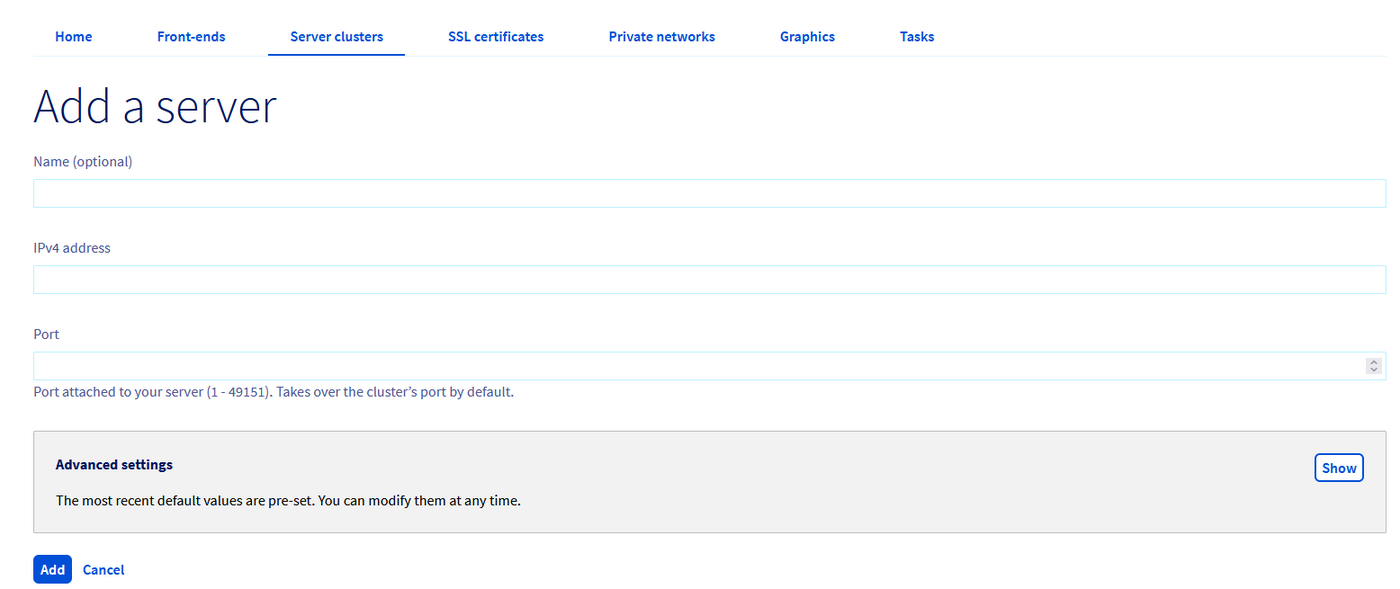 Home Front-ends Server clusters SSL certificates Private networks Graphics Tasks
Add a server
Name (optional)
IPv4 address
Port
Port attached to your server (1 - 49151). Takes over the cluster’s port by default.
Advanced settings
Show
The most recent default values are pre-set. You can modify them at any time.
Add Cancel